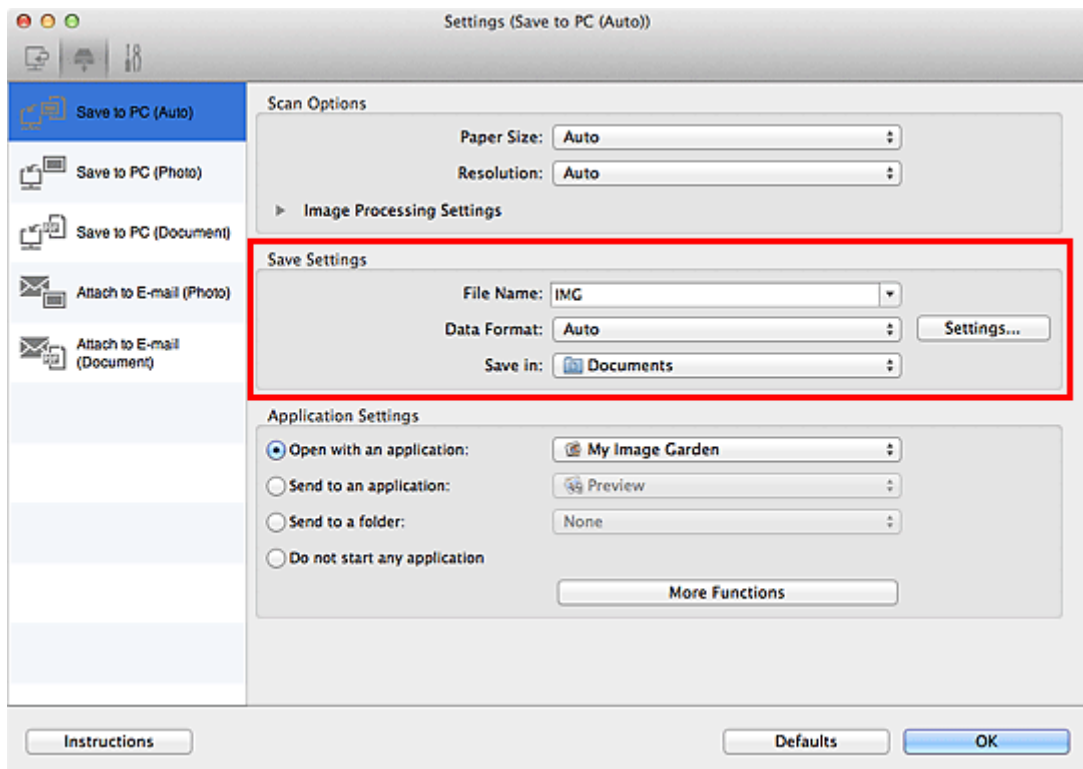 Settings (Save to PC (Auto))
Save to PC (Auto)
Save to PC (Photo)
Save to PC (Document)
Attach to E-mail (Photo)
Attach to E-mail
(Document)
Scan Options
Paper Size: Auto
Resolution: Auto
Image Processing Settings
Save Settings
File Name: IMG
Data Format: Auto Settings...
Save in: Documents
Application Settings
Open with an application: My Image Garden
Send to an application: Preview
Send to a folder: None
Do not start any application
More Functions
Instructions Defaults OK